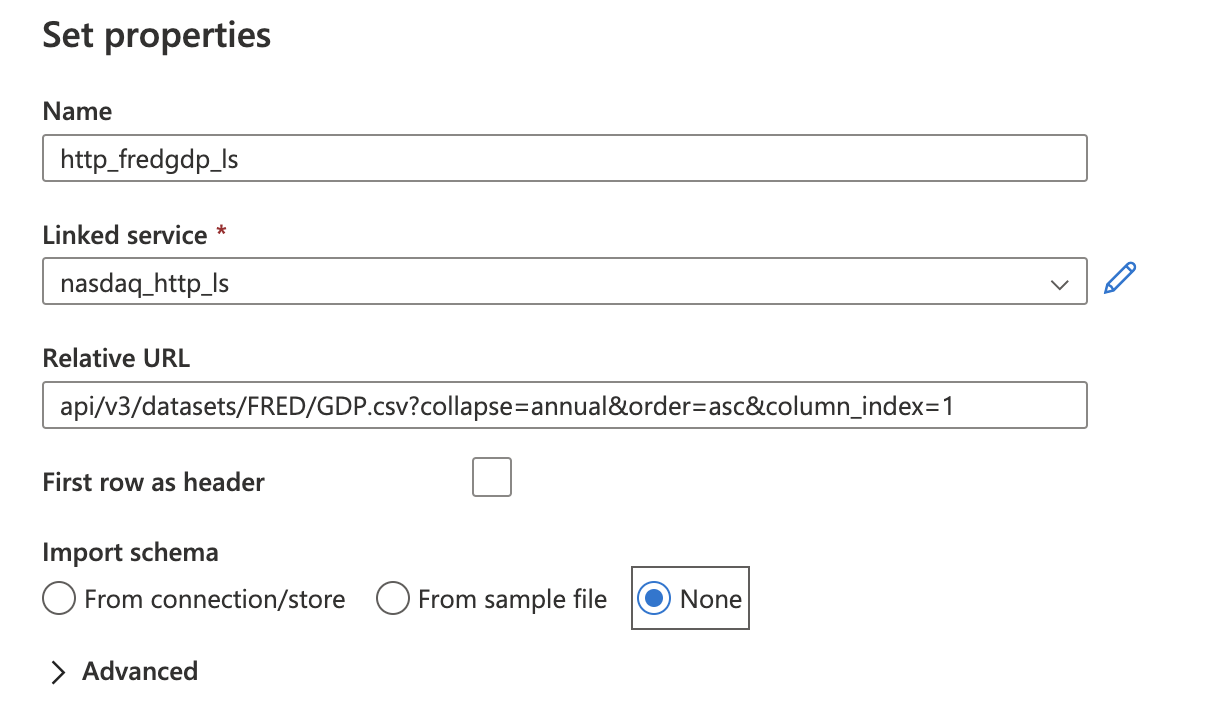 Set properties
Name
http_fredgdp_ls
Linked service *
nasdaq_http_ls
Relative URL
api/v3/datasets/FRED/GDP.csv?collapse=annual&order=asc&column_index=1
First row as header
Import schema
From connection/store From sample file None
Advanced